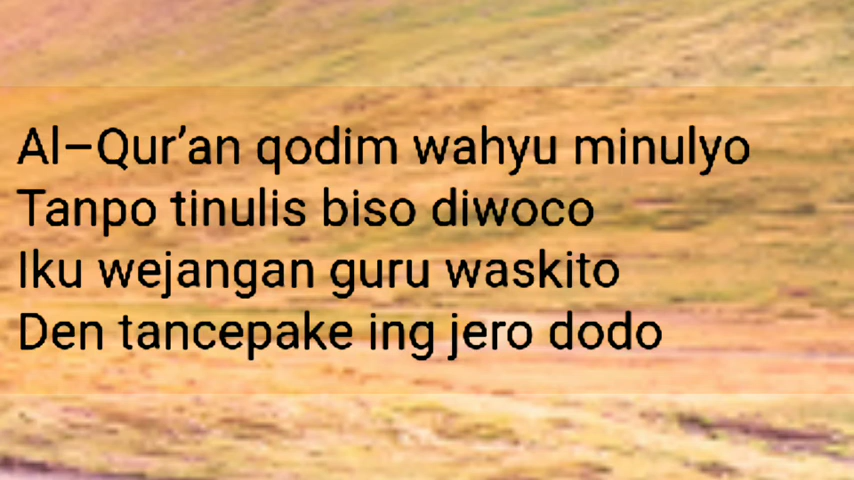 Al–Qur’an qodim wahyu minulyo
Tanpo tinulis biso diwoco
Iku wejangan guru waskito
Den tancepake ing jero dodo